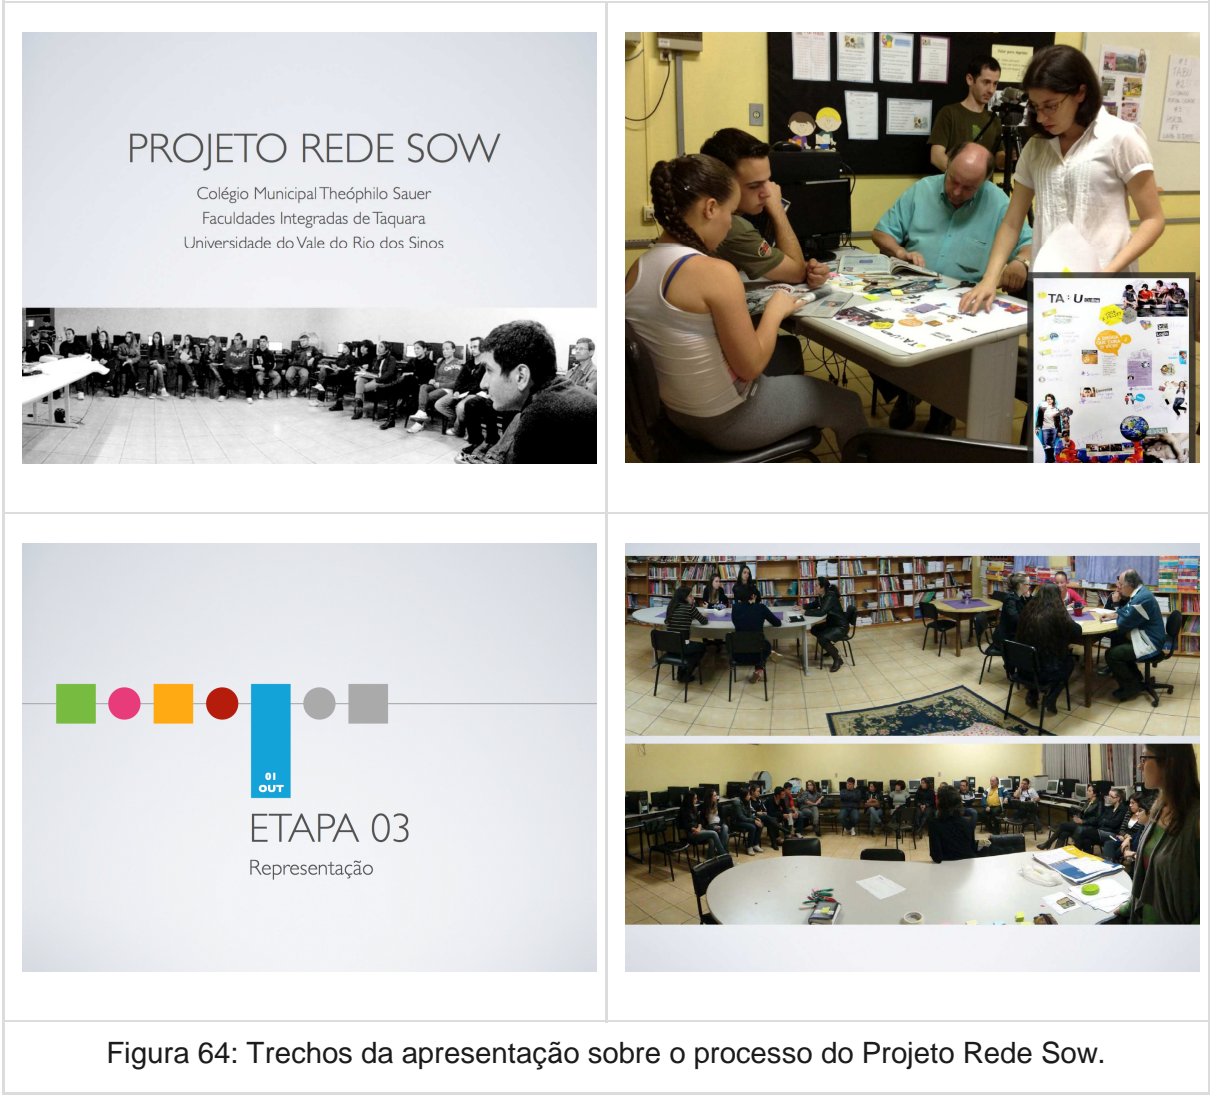 PROJETO REDE SOW
Colégio Municipal Theóphilo Sauer
Faculdades Integradas de Taquara
Universidade do Vale do Rio dos Sinos
TA : U
01
OUT
ETAPA 03
Representação
Figura 64: Trechos da apresentação sobre o processo do Projeto Rede Sow.